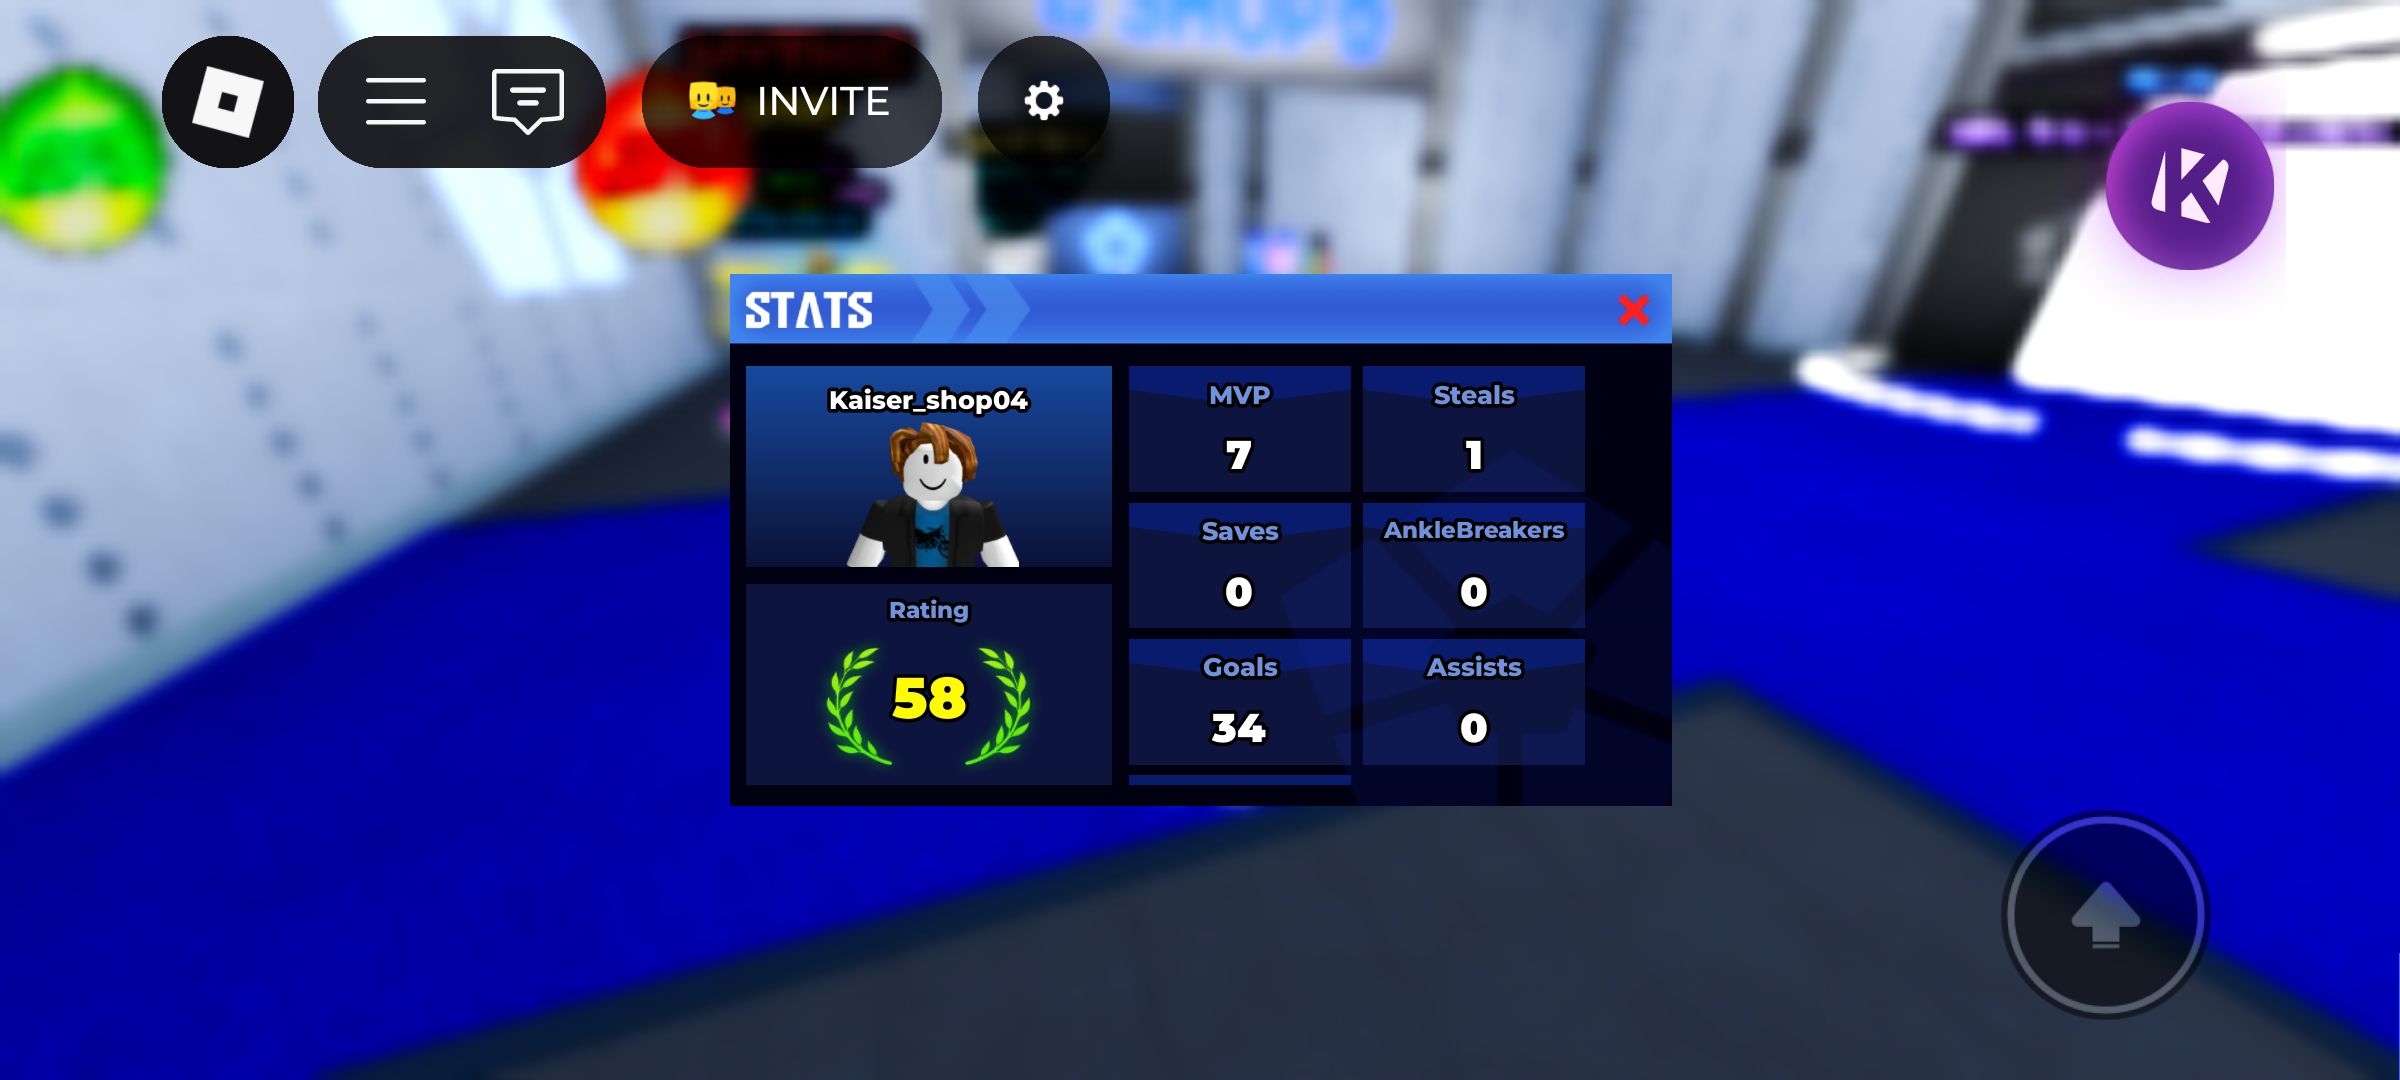 INVITE
STATS
Kaiser_shop04
Rating
58
MVP
7
Steals
1
Saves
0
AnkleBreakers
0
Goals
34
Assists
0